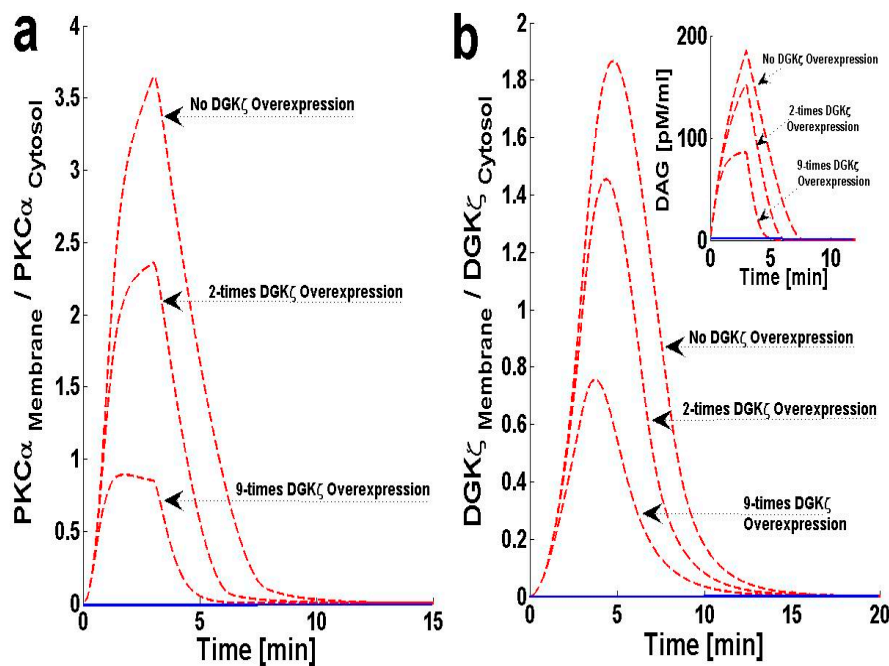 a
PKCα Membrane / PKCα Cytosol
4
3.5
3
2.5
2
1.5
1
0.5
0
No DGKζ Overexpression
2-times DGKζ Overexpression
9-times DGKζ Overexpression
0
5
10
15
Time [min]
b
DGKζ Membrane / DGKζ Cytosol
2
1.8
1.6
1.4
1.2
1
0.8
0.6
0.4
0.2
0
No DGKζ Overexpression
2-times DGKζ Overexpression
9-times DGKζ
Overexpression
0
5
10
15
20
Time [min]
DAG [pM/ml]
200
100
0
No DGKζ Overexpression
2-times DGKζ
Overexpression
9-times DGKζ
Overexpression
0
5
10
Time [min]